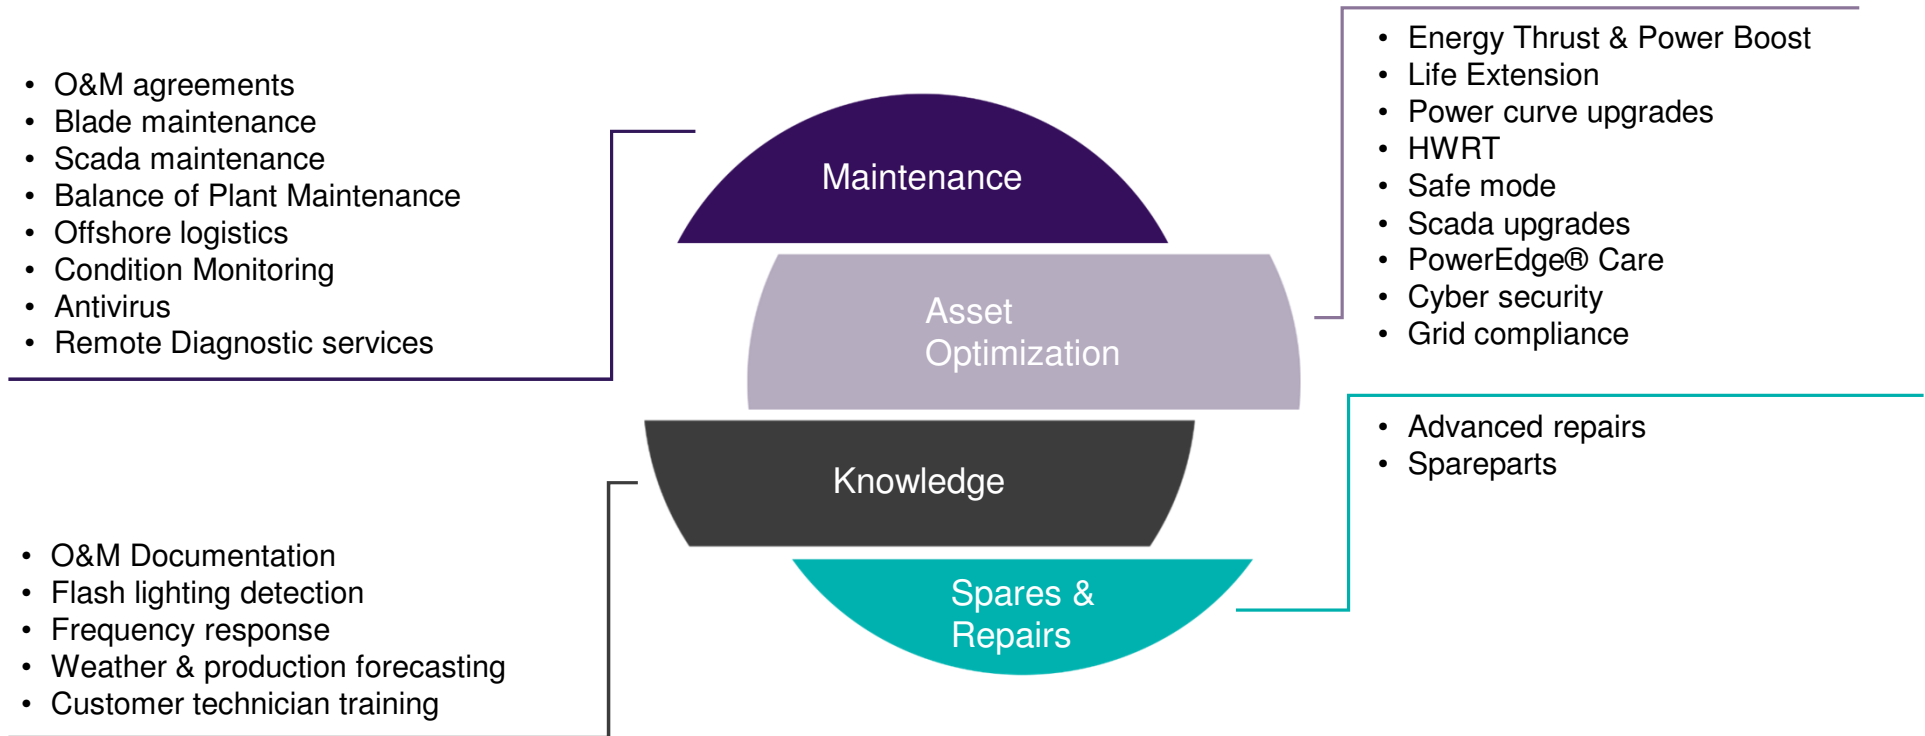 • O&M agreements
• Blade maintenance
• Scada maintenance
• Balance of Plant Maintenance
• Offshore logistics
• Condition Monitoring
• Antivirus
• Remote Diagnostic services
Maintenance
• Energy Thrust & Power Boost
• Life Extension
• Power curve upgrades
• HWRT
• Safe mode
• Scada upgrades
• PowerEdge® Care
• Cyber security
• Grid compliance
Asset
Optimization
Knowledge
• O&M Documentation
• Flash lighting detection
• Frequency response
• Weather & production forecasting
• Customer technician training
• Advanced repairs
• Spareparts
Spares &
Repairs